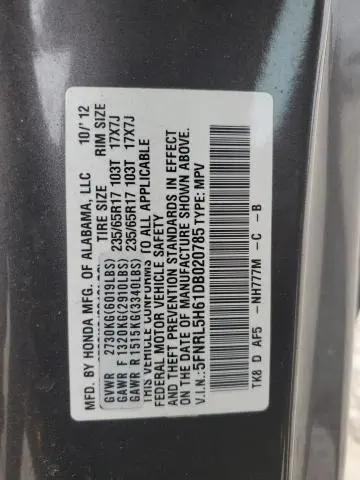 MFD. BY HONDA MFG. OF ALABAMA, LLC 10/'12
TIRE SIZE RIM SIZE
GVWR 2730KG(6019LBS)
GAWR F 1320KG(2910LBS) 235/65R17 103T 17X7J
GAWR R 1515KG(3340LBS) 235/65R17 103T 17X7J
THIS VEHICLE CONFORMS TO ALL APPLICABLE
FEDERAL MOTOR VEHICLE SAFETY
AND THEFT PREVENTION STANDARDS IN EFFECT
ON THE DATE OF MANUFACTURE SHOWN ABOVE.
V.I.N.: 5FNRL5H61DB020785 TYPE: MPV
TK8 D AF5 -NH777M -C -B